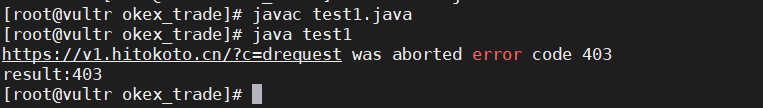 [root@vultr okex_trade]# javac test1.java
[root@vultr okex_trade]# java test1
https://v1.hitokoto.cn/?c=drequest was aborted error code 403
result:403
[root@vultr okex_trade]#